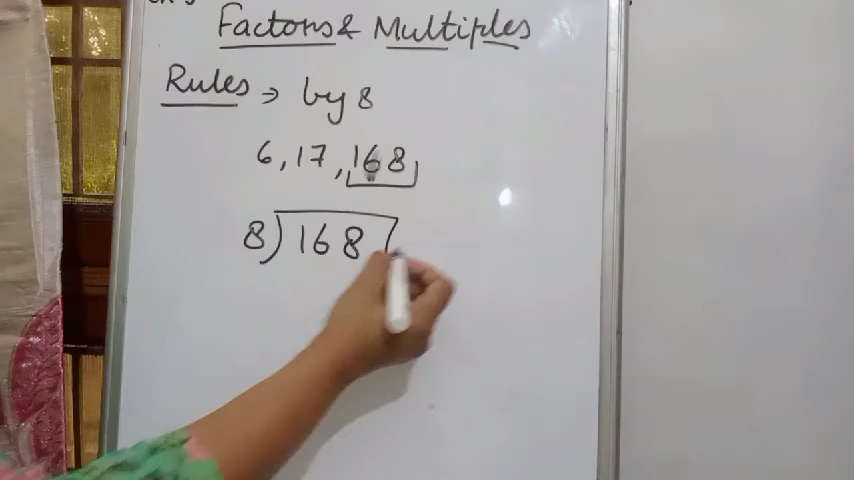 Factors & Multiples
Rules → by 8
6, 17, 168
8) 168 (